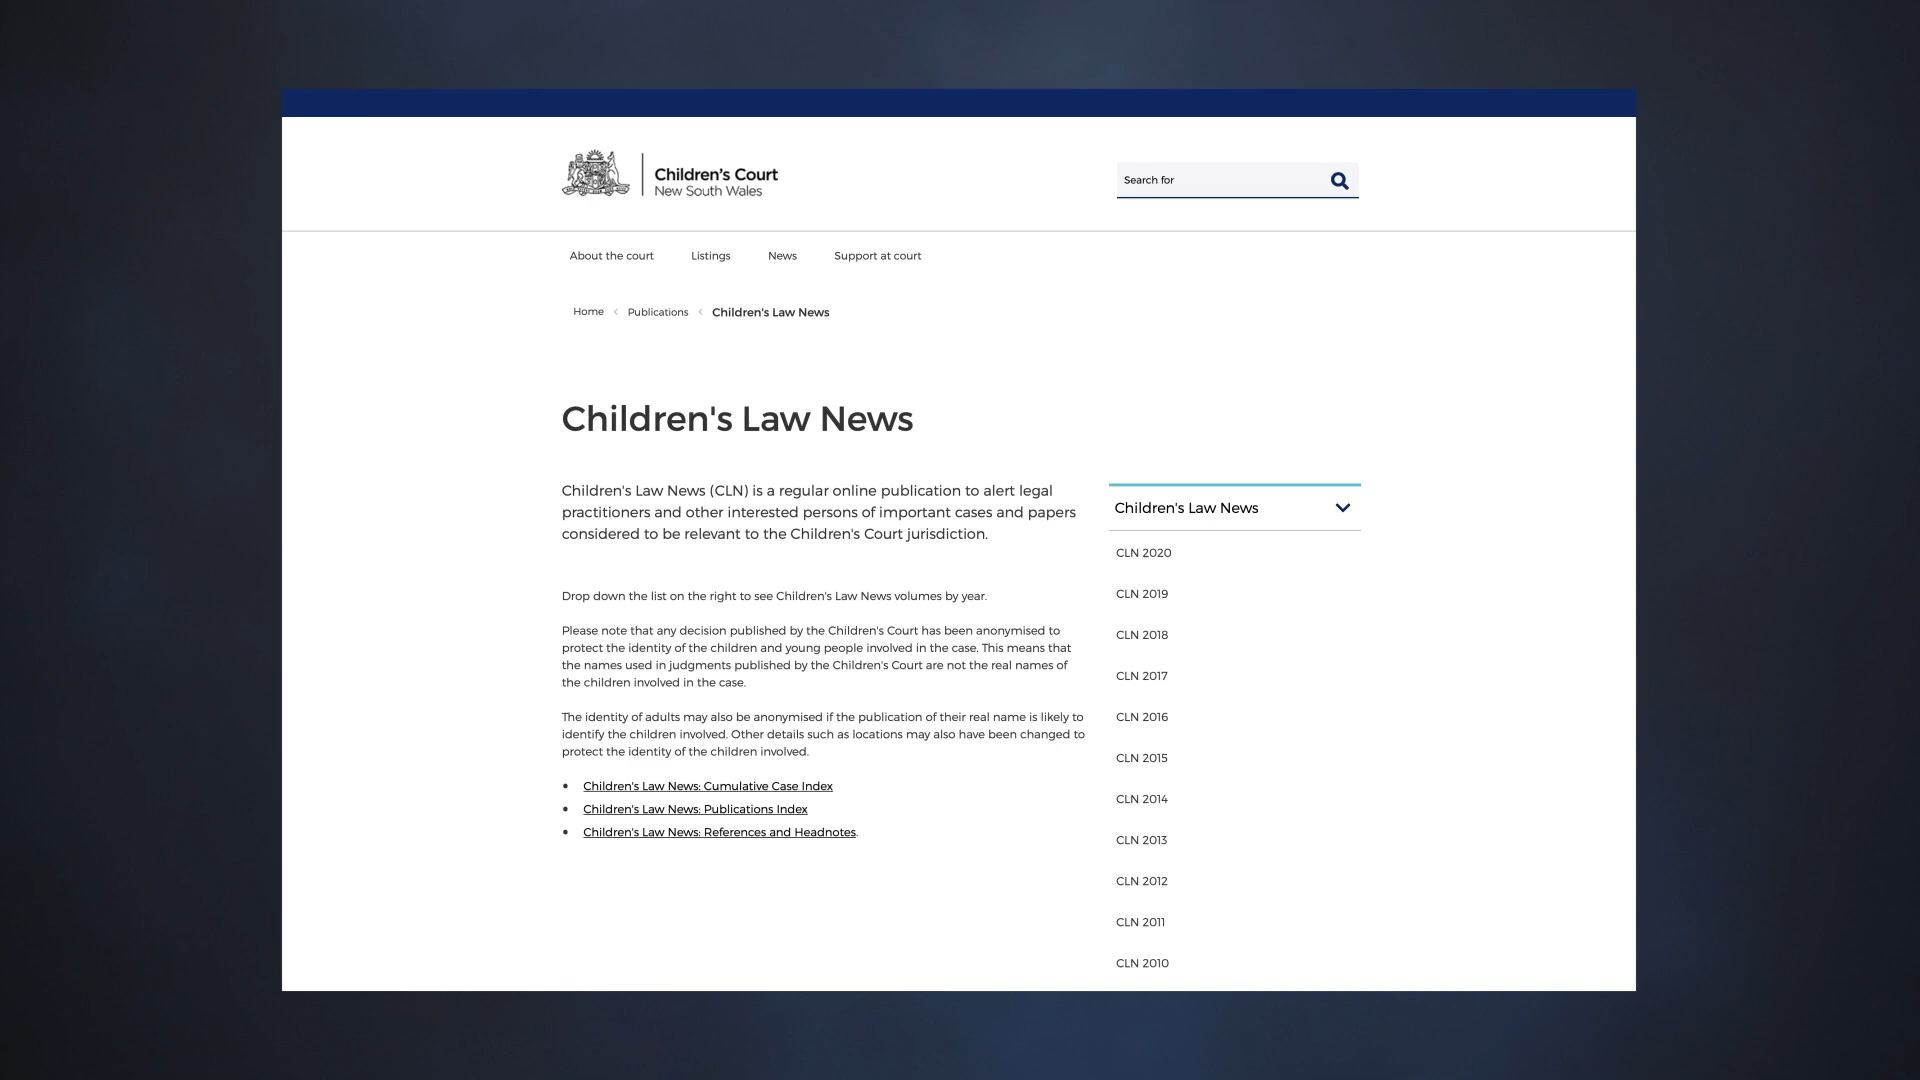 Children's Court
New South Wales
Search for
About the court
Listings
News
Support at court
Home
Publications
Children's Law News
Children's Law News
Children's Law News (CLN) is a regular online publication to alert legal
practitioners and other interested persons of important cases and papers
considered to be relevant to the Children's Court jurisdiction.
Drop down the list on the right to see Children's Law News volumes by year.
Please note that any decision published by the Children's Court has been anonymised to
protect the identity of the children and young people involved in the case. This means that
the names used in judgments published by the Children's Court are not the real names of
the children involved in the case.
The identity of adults may also be anonymised if the publication of their real name is likely to
identify the children involved. Other details such as locations may also have been changed to
protect the identity of the children involved.
• Children's Law News: Cumulative Case Index
• Children's Law News: Publications Index
• Children's Law News: References and Headnotes.
Children's Law News
CLN 2020
CLN 2019
CLN 2018
CLN 2017
CLN 2016
CLN 2015
CLN 2014
CLN 2013
CLN 2012
CLN 2011
CLN 2010